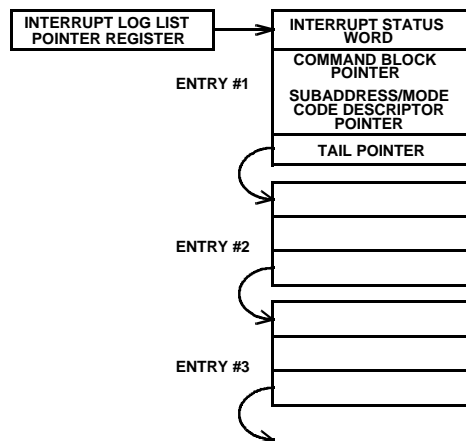 INTERRUPT LOG LIST
POINTER REGISTER
INTERRUPT STATUS
WORD
ENTRY #1
COMMAND BLOCK
POINTER
SUBADDRESS/MODE
CODE DESCRIPTOR
POINTER
TAIL POINTER
ENTRY #2
ENTRY #3